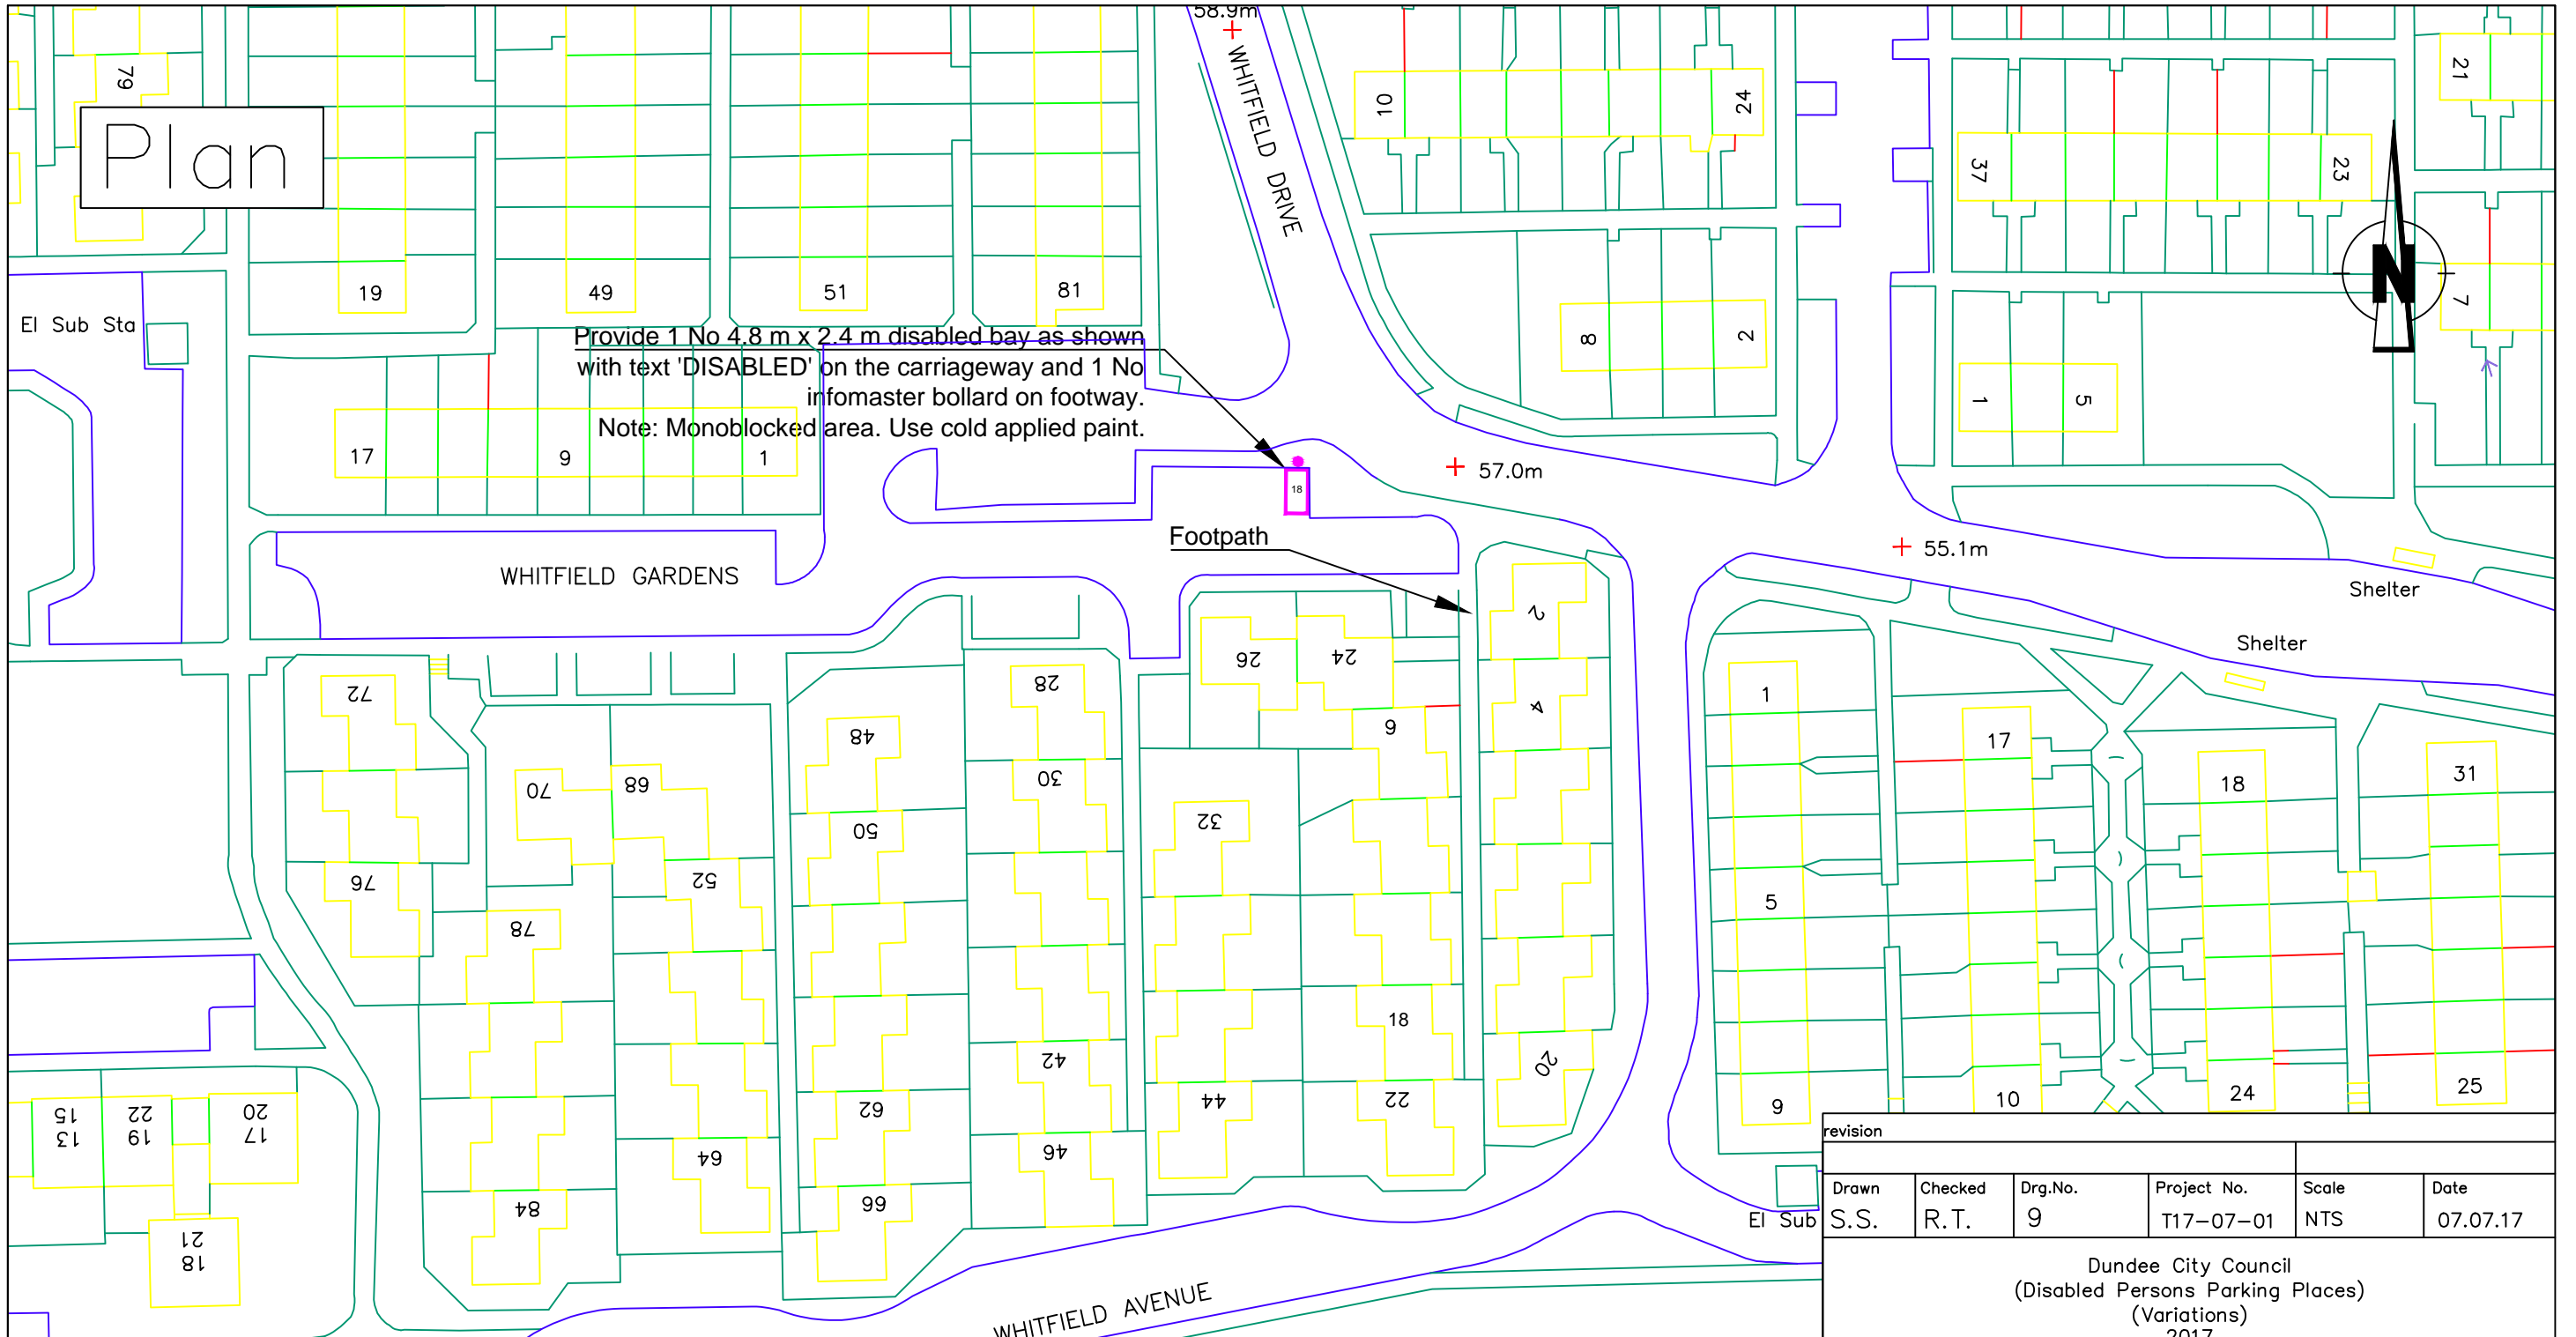 58.9m
79
Plan
WHITFIELD DRIVE
10
24
21
37
23
N
7
19
49
51
81
El Sub Sta
8
2
1
5
Provide 1 No 4.8 m x 2.4 m disabled bay as shown
with text 'DISABLED' on the carriageway and 1 No
infomaster bollard on footway.
Note: Monoblocked area. Use cold applied paint.
17
9
1
57.0m
18
Footpath
55.1m
WHITFIELD GARDENS
Shelter
Shelter
2
26
24
4
6
72
28
48
1
17
18
31
70
68
30
50
32
76
52
5
78
18
42
20
15
13
22
19
20
17
62
44
22
9
10
24
25
64
46
84
66
21
18
El Sub
WHITFIELD AVENUE
revision
Drawn Checked Drg.No. Project No. Scale Date
S.S. R.T. 9 T17-07-01 NTS 07.07.17
Dundee City Council
(Disabled Persons Parking Places)
(Variations)
2017